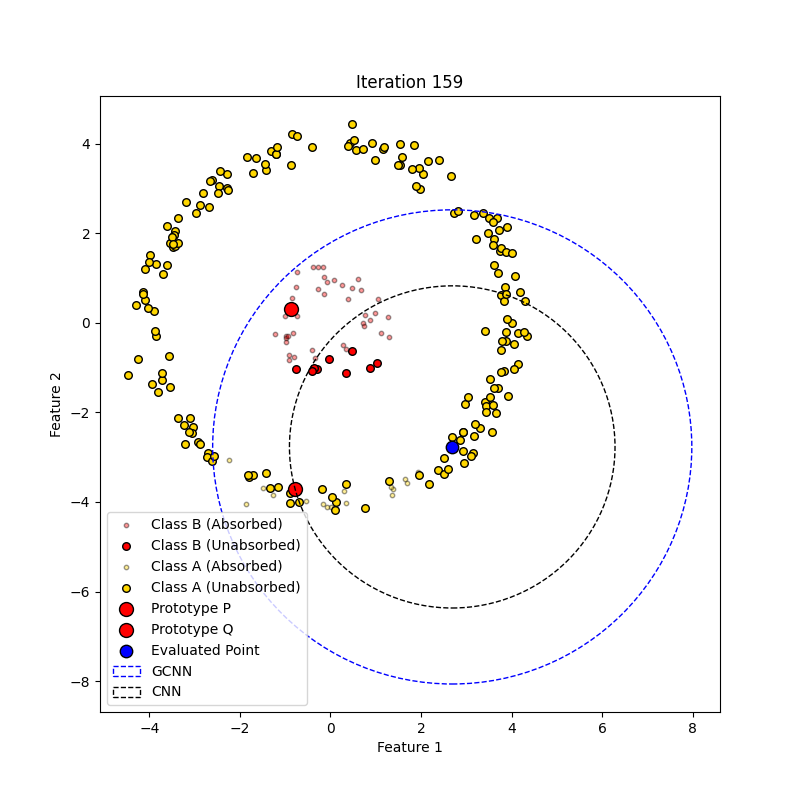 Iteration 159
Feature 2
4
2
0
−2
−4
−6
−8
Class B (Absorbed)
Class B (Unabsorbed)
Class A (Absorbed)
Class A (Unabsorbed)
Prototype P
Prototype Q
Evaluated Point
GCNN
CNN
−4 −2 0 2 4 6 8
Feature 1